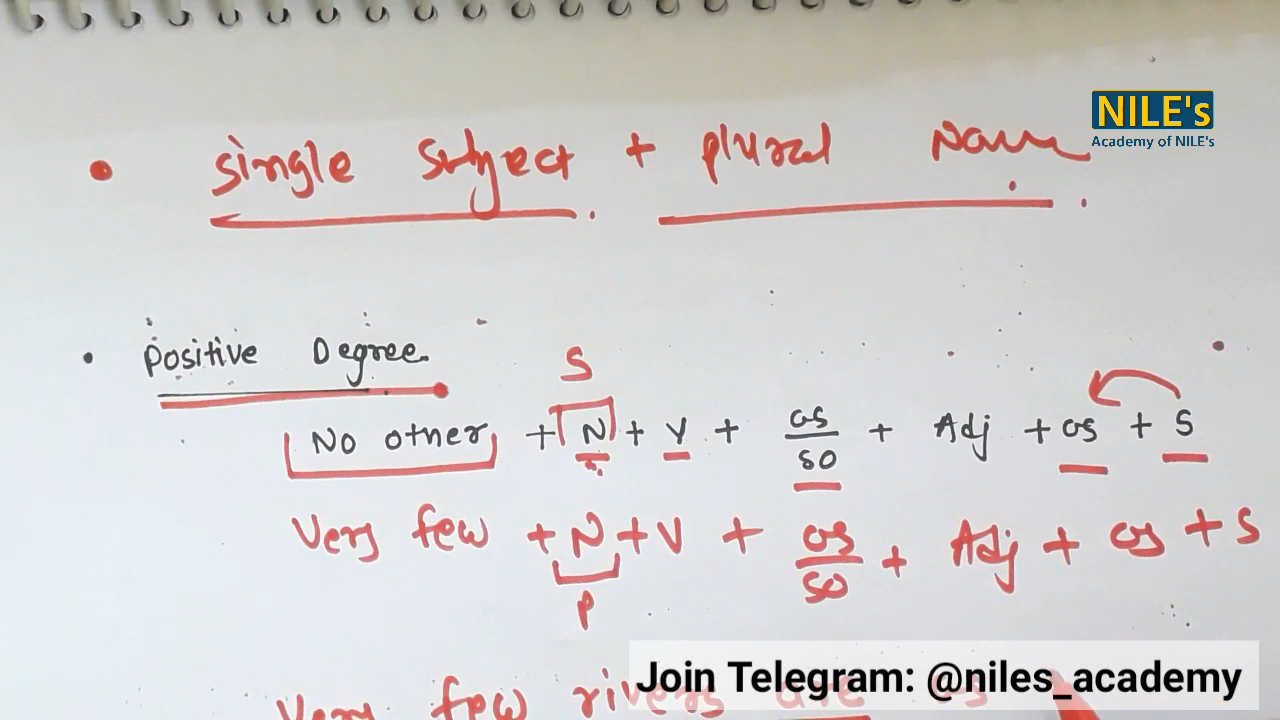 NILE's
Academy of NILE's
• single subject + plural Noun.
• Positive Degree
S
No other + N + V + as/so + Adj + as + S
Very few + N + V + as/so + Adj + as + S
P
Very few rivers are as
Join Telegram: @niles_academy